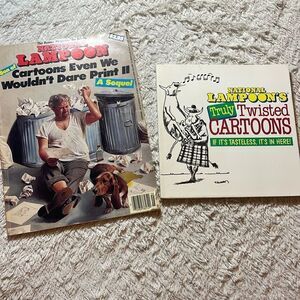 NATIONAL
LAMPOON
Cartoons Even We
Wouldn't Dare Print II
A Sequel
NATIONAL
LAMPOON'S
Truly Twisted
CARTOONS
IF IT'S TASTELESS, IT'S IN HERE!